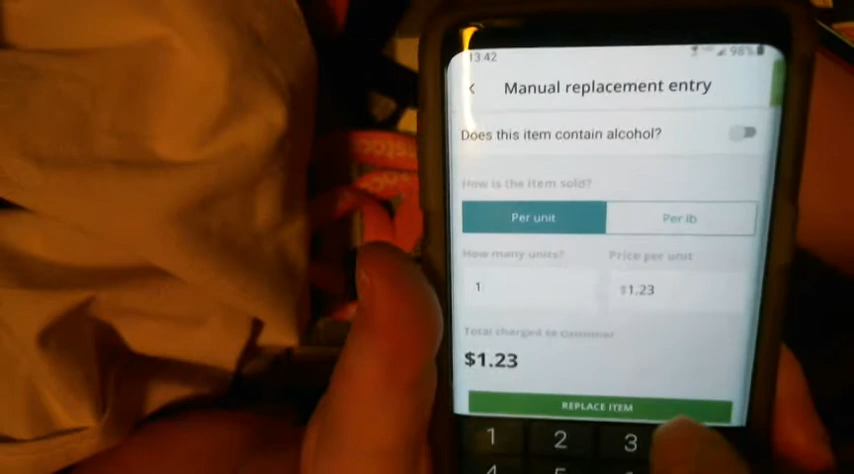 13:42
98%
Manual replacement entry
Does this item contain alcohol?
How is the item sold?
Per unit Per lb
How many units? Price per unit
1 $1.23
Total charged to customer
$1.23
REPLACE ITEM
1 2 3
4 5